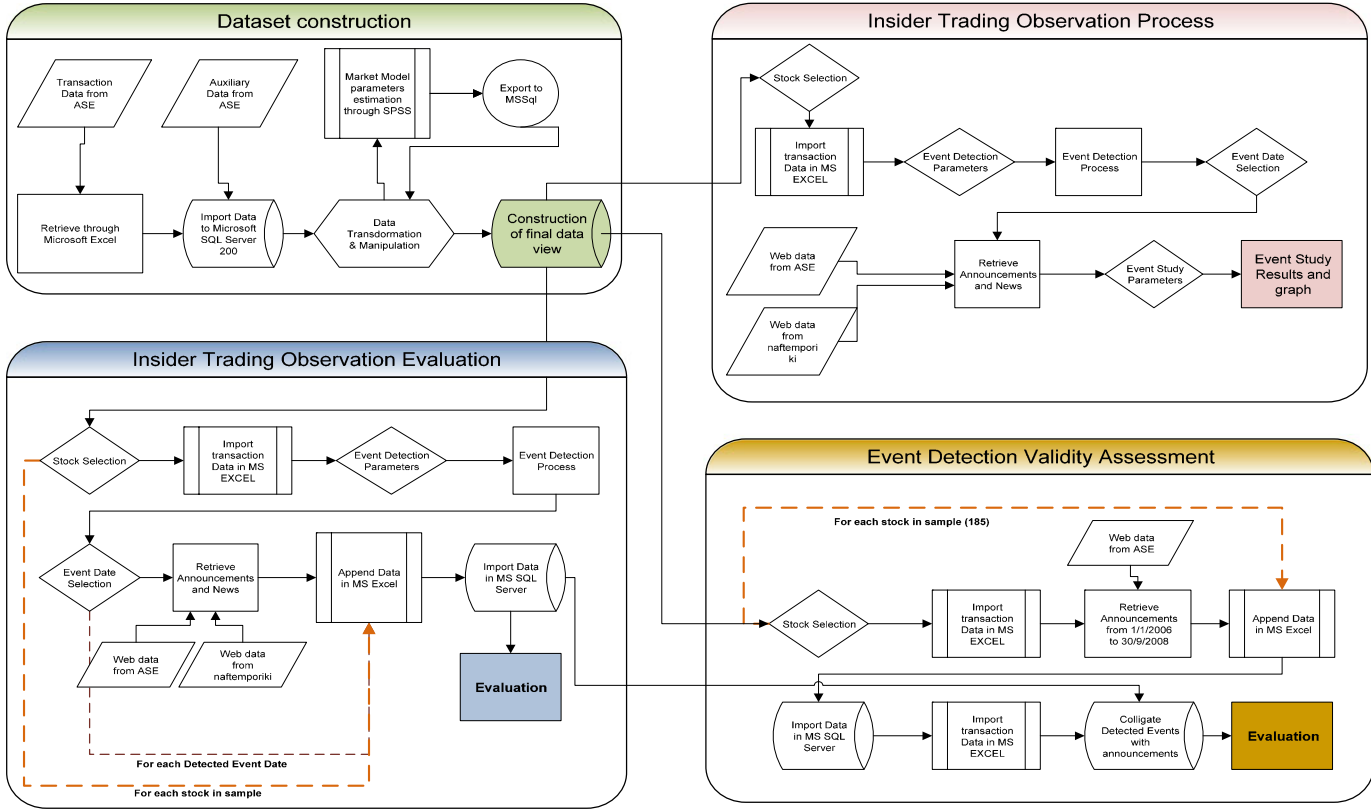 Dataset construction
Transaction
Data from
ASE
Auxiliary
Data from
ASE
Market Model
parameters
estimation
through SPSS
Export to
MSSql
Retrieve through
Microsoft Excel
Import Data
to Microsoft
SQL Server
200
Data
Transdormation
& Manipulation
Construction
of final data
view
Insider Trading Observation Process
Stock Selection
Import
transaction
Data in MS
EXCEL
Event Detection
Parameters
Event Detection
Process
Event Date
Selection
Web data
from ASE
Web data
from
naftempori
ki
Retrieve
Announcements
and News
Event Study
Parameters
Event Study
Results and
graph
Insider Trading Observation Evaluation
Stock Selection
Import
transaction
Data in MS
EXCEL
Event Detection
Parameters
Event Detection
Process
Event Date
Selection
Retrieve
Announcements
and News
Append Data
in MS Excel
Import Data
in MS SQL
Server
Web data
from ASE
Web data
from
naftemporiki
Evaluation
For each Detected Event Date
For each stock in sample
Event Detection Validity Assessment
For each stock in sample (185)
Web data
from ASE
Stock Selection
Import
transaction
Data in MS
EXCEL
Retrieve
Announcements
from 1/1/2006
to 30/9/2008
Append Data
in MS Excel
Import Data
in MS SQL
Server
Import
transaction
Data in MS
EXCEL
Colligate
Detected Events
with
announcements
Evaluation